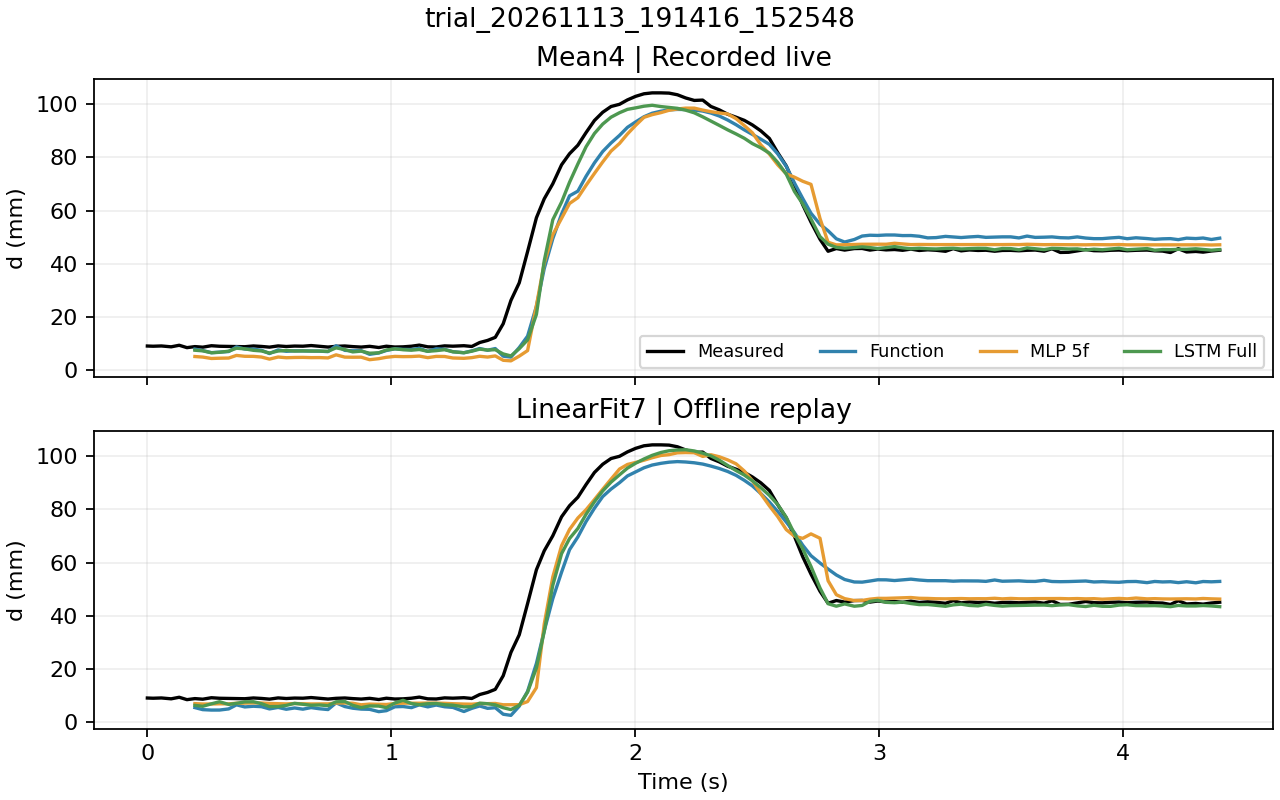 trial_20261113_191416_152548
Mean4 | Recorded live
100
80
60
40
20
0
d (mm)
Measured Function MLP 5f LSTM Full
LinearFit7 | Offline replay
100
80
60
40
20
0
d (mm)
0 1 2 3 4
Time (s)